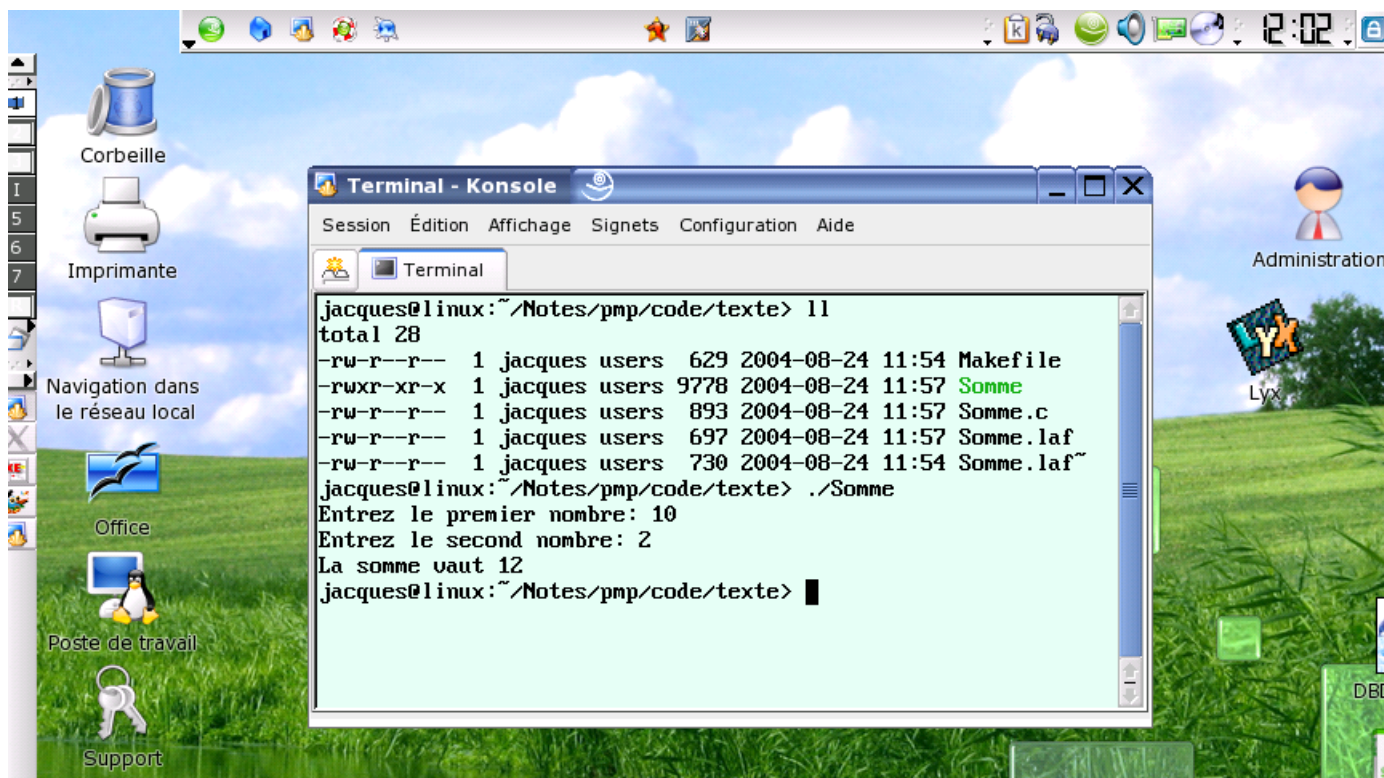 12:02
Corbeille
Imprimante
Navigation dans
le réseau local
Office
Poste de travail
Support
1
I
5
6
7
Terminal - Konsole
Session Édition Affichage Signets Configuration Aide
Terminal
jacques@linux:~/Notes/pmp/code/texte> ll
total 28
-rw-r--r--  1 jacques users  629 2004-08-24 11:54 Makefile
-rwxr-xr-x  1 jacques users 9778 2004-08-24 11:57 Somme
-rw-r--r--  1 jacques users  893 2004-08-24 11:57 Somme.c
-rw-r--r--  1 jacques users  697 2004-08-24 11:57 Somme.laf
-rw-r--r--  1 jacques users  730 2004-08-24 11:54 Somme.laf~
jacques@linux:~/Notes/pmp/code/texte> ./Somme
Entrez le premier nombre: 10
Entrez le second nombre: 2
La somme vaut 12
jacques@linux:~/Notes/pmp/code/texte>
Administration
LyX
Lyx